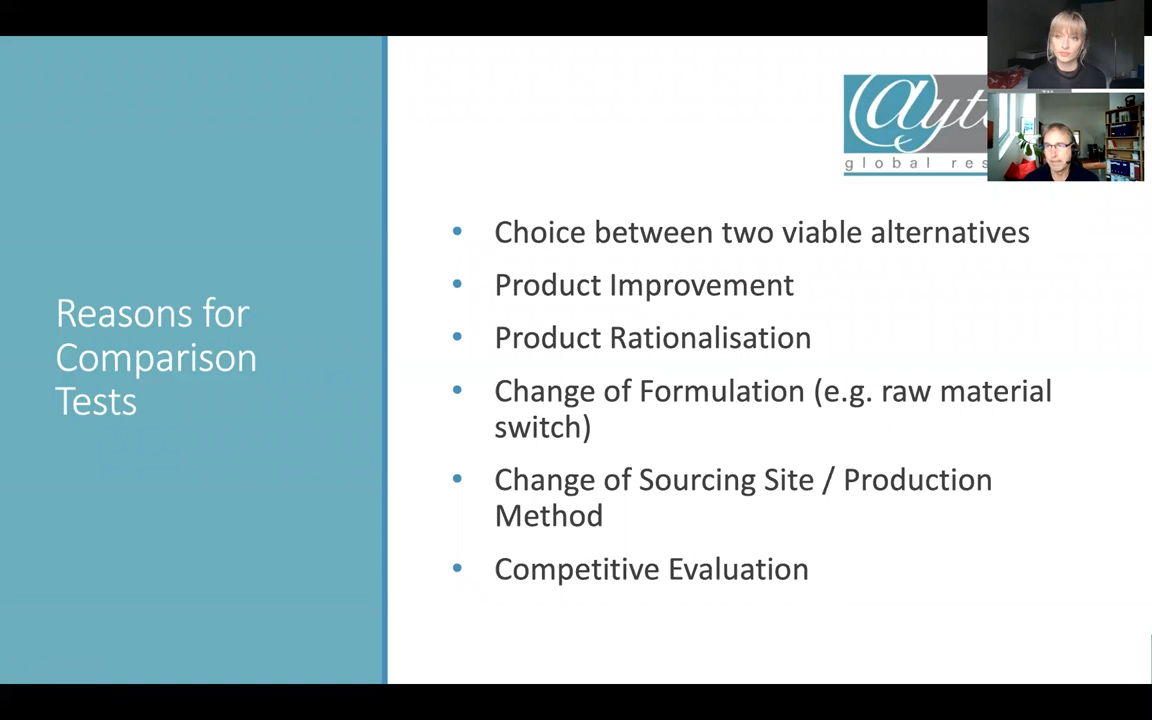 global
Reasons for
Comparison
Tests
• Choice between two viable alternatives
• Product Improvement
• Product Rationalisation
• Change of Formulation (e.g. raw material
switch)
• Change of Sourcing Site / Production
Method
• Competitive Evaluation